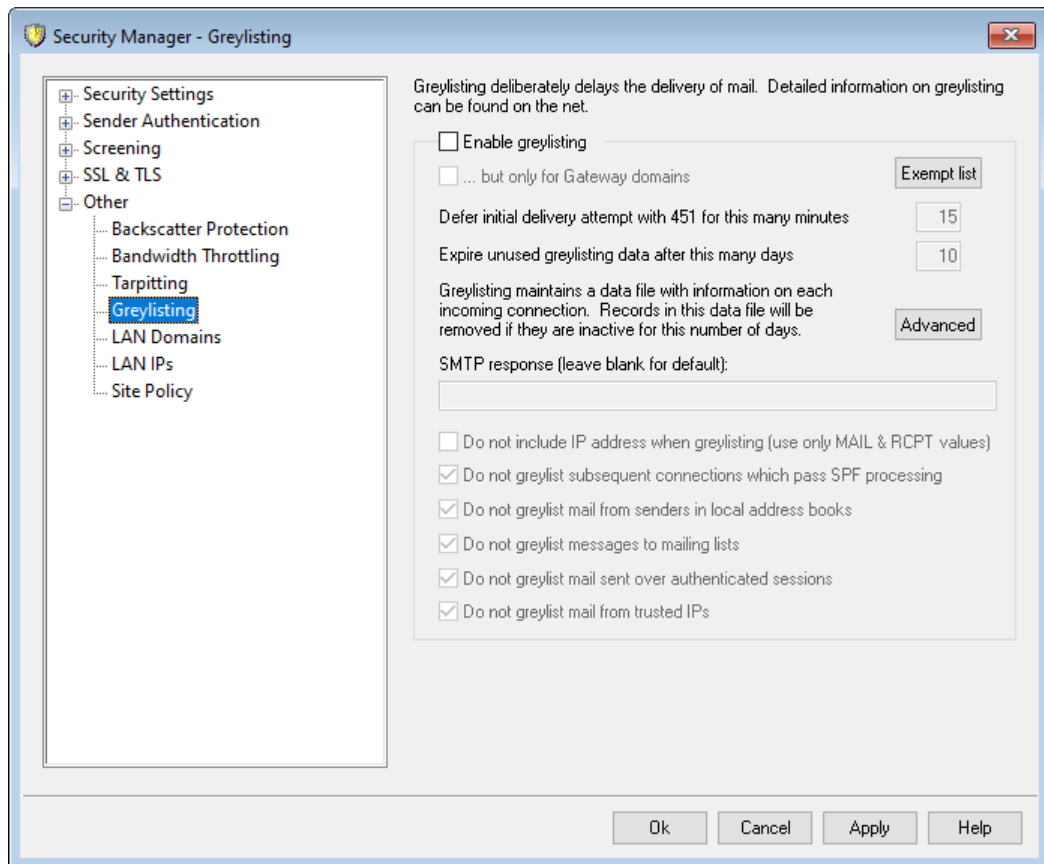 Security Manager - Greylisting
Security Settings
Sender Authentication
Screening
SSL & TLS
Other
Backscatter Protection
Bandwidth Throttling
Tarpitting
Greylisting
LAN Domains
LAN IPs
Site Policy
Greylisting deliberately delays the delivery of mail. Detailed information on greylisting
can be found on the net.
Enable greylisting
... but only for Gateway domains
Exempt list
Defer initial delivery attempt with 451 for this many minutes
15
Expire unused greylisting data after this many days
10
Greylisting maintains a data file with information on each
incoming connection. Records in this data file will be
removed if they are inactive for this number of days.
Advanced
SMTP response (leave blank for default):
Do not include IP address when greylisting (use only MAIL & RCPT values)
Do not greylist subsequent connections which pass SPF processing
Do not greylist mail from senders in local address books
Do not greylist messages to mailing lists
Do not greylist mail sent over authenticated sessions
Do not greylist mail from trusted IPs
Ok
Cancel
Apply
Help